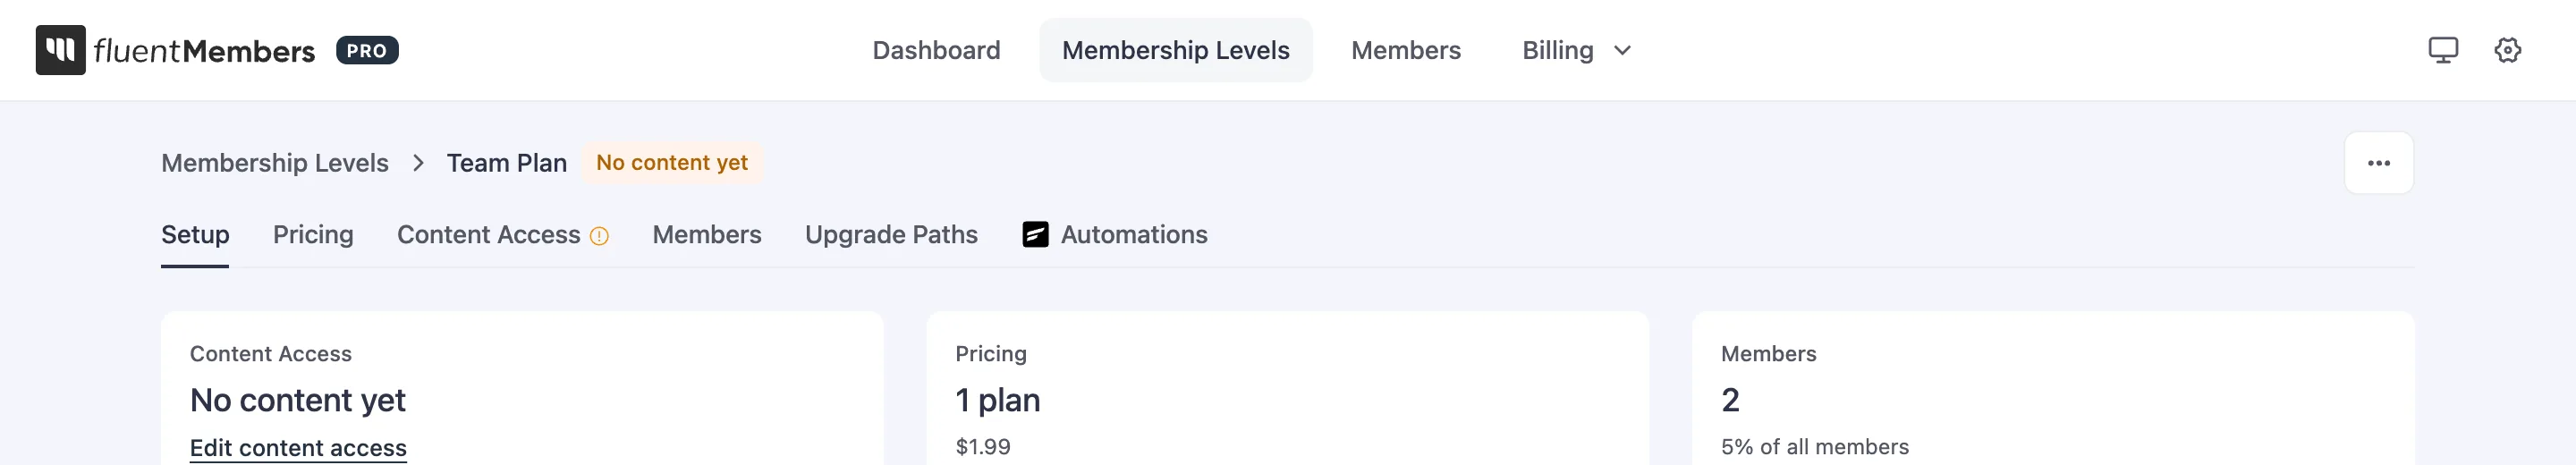 fluentMembers PRO
Dashboard
Membership Levels
Members
Billing
Membership Levels > Team Plan
No content yet
Setup
Pricing
Content Access
Members
Upgrade Paths
Automations
Content Access
No content yet
Edit content access
Pricing
1 plan
$1.99
Members
2
5% of all members